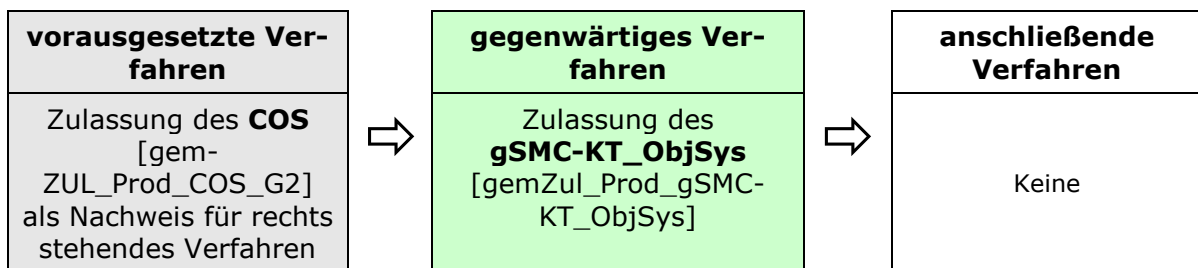 vorausgesetzte Ver-
fahren
Zulassung des COS
[gem-
ZUL_Prod_COS_G2]
als Nachweis für rechts
stehendes Verfahren
gegenwärtiges Ver-
fahren
Zulassung des
gSMC-KT_ObjSys
[gemZul_Prod_gSMC-
KT_ObjSys]
anschließende
Verfahren
Keine